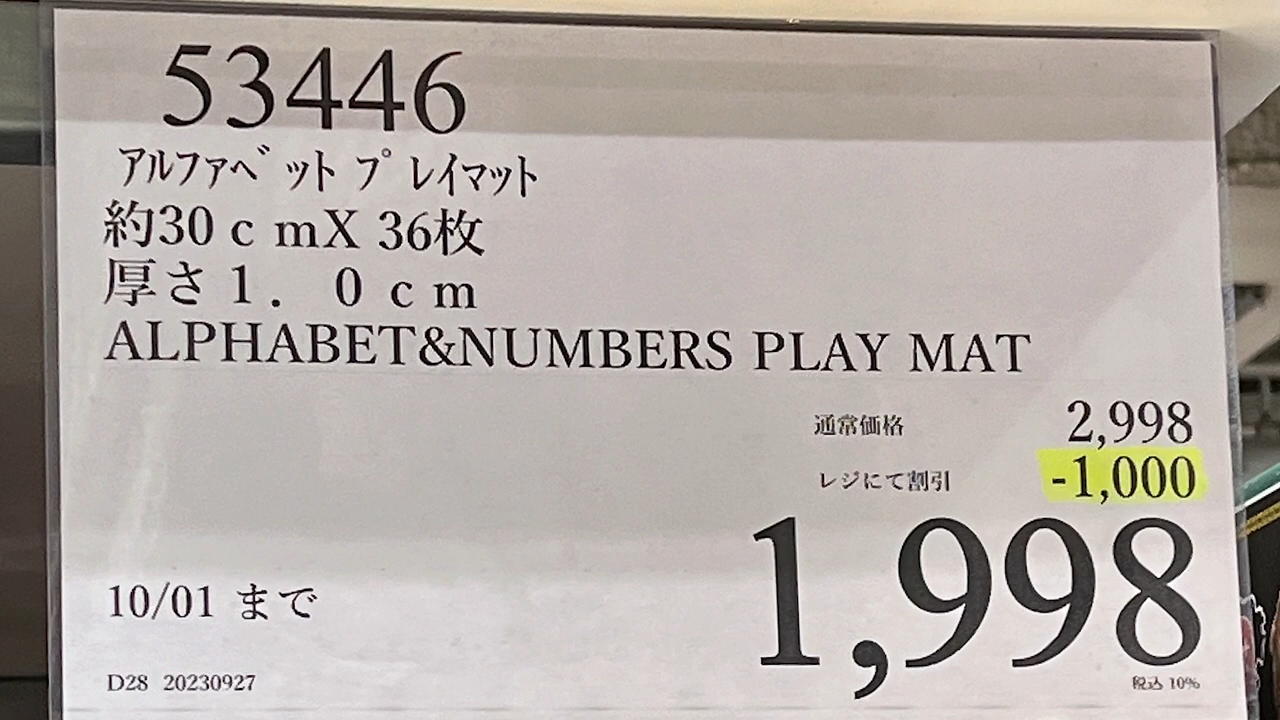 53446
ｱﾙﾌｧﾍﾞｯﾄ ﾌﾟﾚｲﾏｯﾄ
約30ｃｍX 36枚
厚さ１． ０ｃｍ
ALPHABET&NUMBERS PLAY MAT
通常価格 2,998
レジにて割引 -1,000
1,998
10/01 まで
税込 10%
D28 20230927